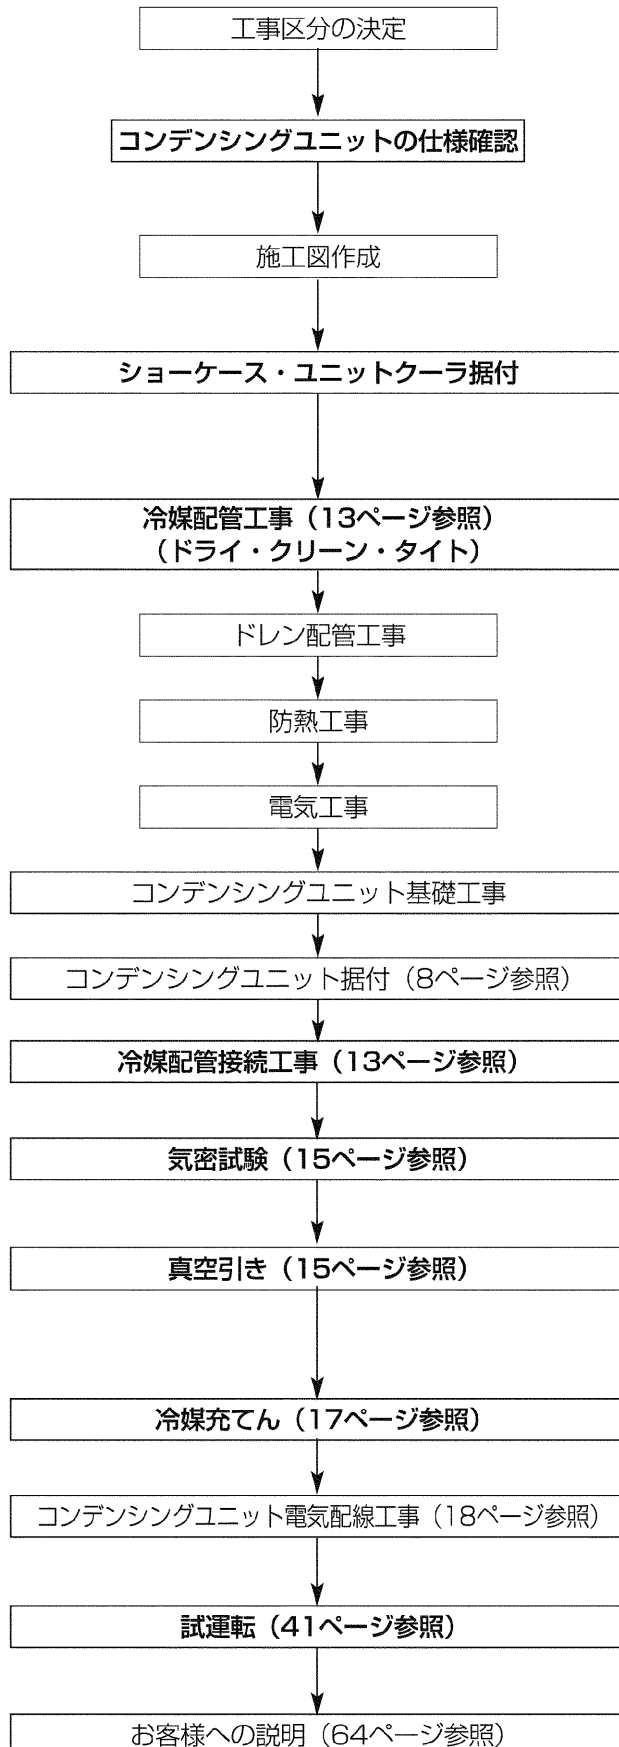 工事区分の決定
コンデンシングユニットの仕様確認
施工図作成
ショーケース・ユニットクーラ据付
冷媒配管工事（13ページ参照）
（ドライ・クリーン・タイト）
ドレン配管工事
防熱工事
電気工事
コンデンシングユニット基礎工事
コンデンシングユニット据付（8ページ参照）
冷媒配管接続工事（13ページ参照）
気密試験（15ページ参照）
真空引き（15ページ参照）
冷媒充てん（17ページ参照）
コンデンシングユニット電気配線工事（18ページ参照）
試運転（41ページ参照）
お客様への説明（64ページ参照）